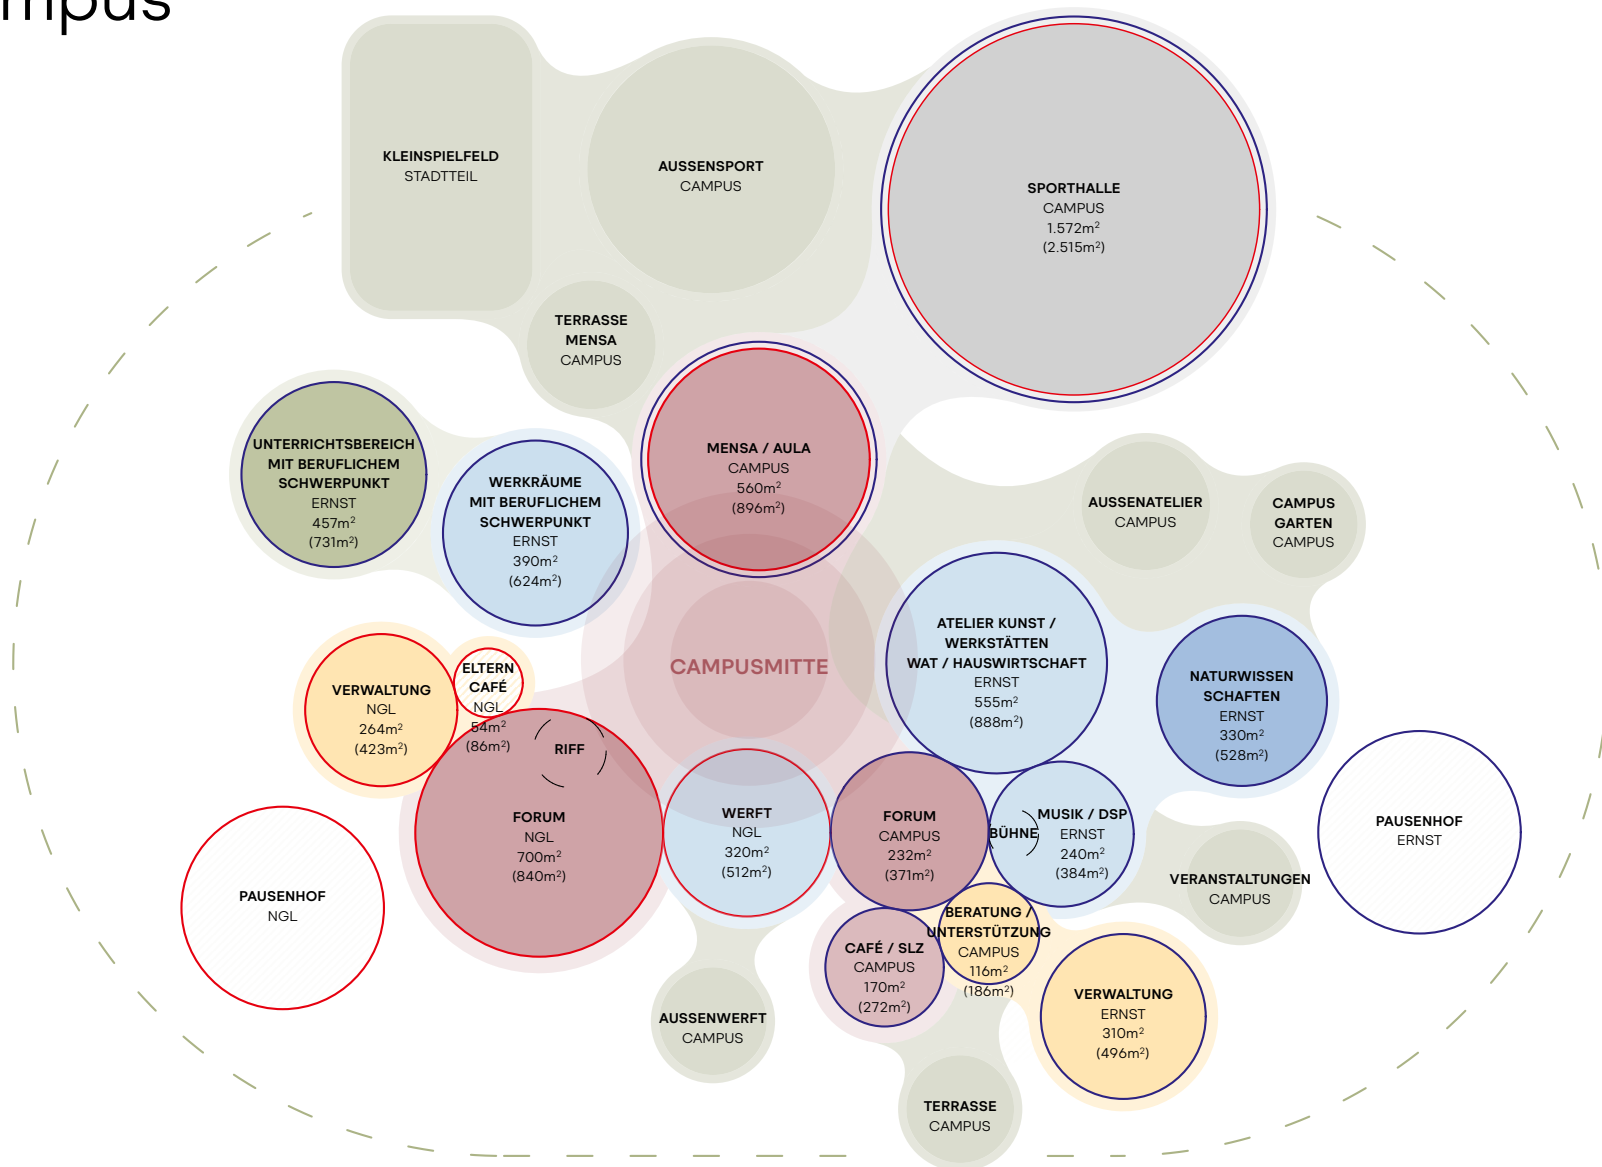 mpus
KLEINSPIELFELD
STADTTEIL
AUSSENSPORT
CAMPUS
SPORTHALLE
CAMPUS
1.572m²
(2.515m²)
TERRASSE
MENSA
CAMPUS
UNTERRICHTSBEREICH
MIT BERUFLICHEM
SCHWERPUNKT
ERNST
457m²
(731m²)
WERKRÄUME
MIT BERUFLICHEM
SCHWERPUNKT
ERNST
390m²
(624m²)
MENSA / AULA
CAMPUS
560m²
(896m²)
AUSSENATELIER
CAMPUS
CAMPUS
GARTEN
CAMPUS
VERWALTUNG
NGL
264m²
(423m²)
ELTERN
CAFÉ
NGL
54m²
(86m²)
RIFF
CAMPUSMITTE
ATELIER KUNST /
WERKSTÄTTEN
WAT / HAUSWIRTSCHAFT
ERNST
555m²
(888m²)
NATURWISSEN
SCHAFTEN
ERNST
330m²
(528m²)
FORUM
NGL
700m²
(840m²)
WERFT
NGL
320m²
(512m²)
FORUM
CAMPUS
232m²
(371m²)
BÜHNE
MUSIK / DSP
ERNST
240m²
(384m²)
PAUSENHOF
ERNST
PAUSENHOF
NGL
VERANSTALTUNGEN
CAMPUS
BERATUNG /
UNTERSTÜTZUNG
CAMPUS
116m²
(186m²)
CAFÉ / SLZ
CAMPUS
170m²
(272m²)
VERWALTUNG
ERNST
310m²
(496m²)
AUSSENWERFT
CAMPUS
TERRASSE
CAMPUS